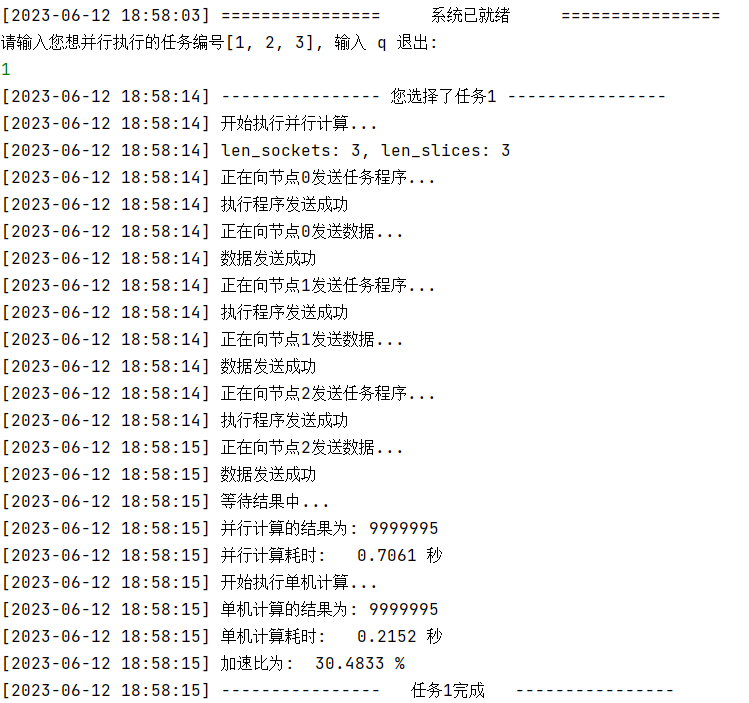 [2023-06-12 18:58:03] ================     系统已就绪     ================
请输入您想并行执行的任务编号[1, 2, 3], 输入 q 退出:
1
[2023-06-12 18:58:14] ---------------- 您选择了任务1 ----------------
[2023-06-12 18:58:14] 开始执行并行计算...
[2023-06-12 18:58:14] len_sockets: 3, len_slices: 3
[2023-06-12 18:58:14] 正在向节点0发送任务程序...
[2023-06-12 18:58:14] 执行程序发送成功
[2023-06-12 18:58:14] 正在向节点0发送数据...
[2023-06-12 18:58:14] 数据发送成功
[2023-06-12 18:58:14] 正在向节点1发送任务程序...
[2023-06-12 18:58:14] 执行程序发送成功
[2023-06-12 18:58:14] 正在向节点1发送数据...
[2023-06-12 18:58:14] 数据发送成功
[2023-06-12 18:58:14] 正在向节点2发送任务程序...
[2023-06-12 18:58:14] 执行程序发送成功
[2023-06-12 18:58:15] 正在向节点2发送数据...
[2023-06-12 18:58:15] 数据发送成功
[2023-06-12 18:58:15] 等待结果中...
[2023-06-12 18:58:15] 并行计算的结果为: 9999995
[2023-06-12 18:58:15] 并行计算耗时:   0.7061 秒
[2023-06-12 18:58:15] 开始执行单机计算...
[2023-06-12 18:58:15] 单机计算的结果为: 9999995
[2023-06-12 18:58:15] 单机计算耗时:   0.2152 秒
[2023-06-12 18:58:15] 加速比为:  30.4833 %
[2023-06-12 18:58:15] ----------------   任务1完成   ----------------